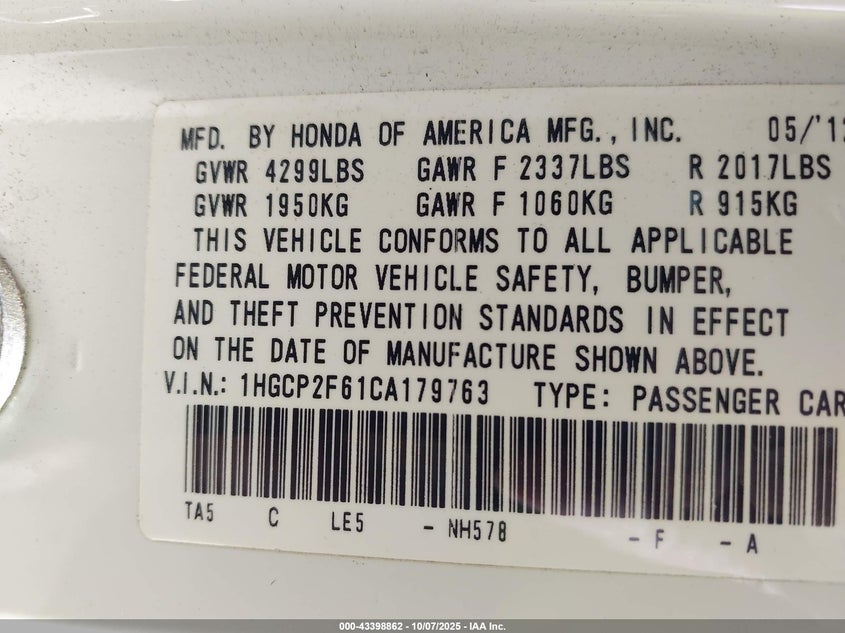 MFD. BY HONDA OF AMERICA MFG., INC. 05/'12
GVWR 4299LBS GAWR F 2337LBS R 2017LBS
GVWR 1950KG GAWR F 1060KG R 915KG
THIS VEHICLE CONFORMS TO ALL APPLICABLE
FEDERAL MOTOR VEHICLE SAFETY, BUMPER,
AND THEFT PREVENTION STANDARDS IN EFFECT
ON THE DATE OF MANUFACTURE SHOWN ABOVE.
V.I.N.: 1HGCP2F61CA179763 TYPE: PASSENGER CAR
TA5 C LE5 - NH578 - F - A
000-43398862 - 10/07/2025 - IAA Inc.